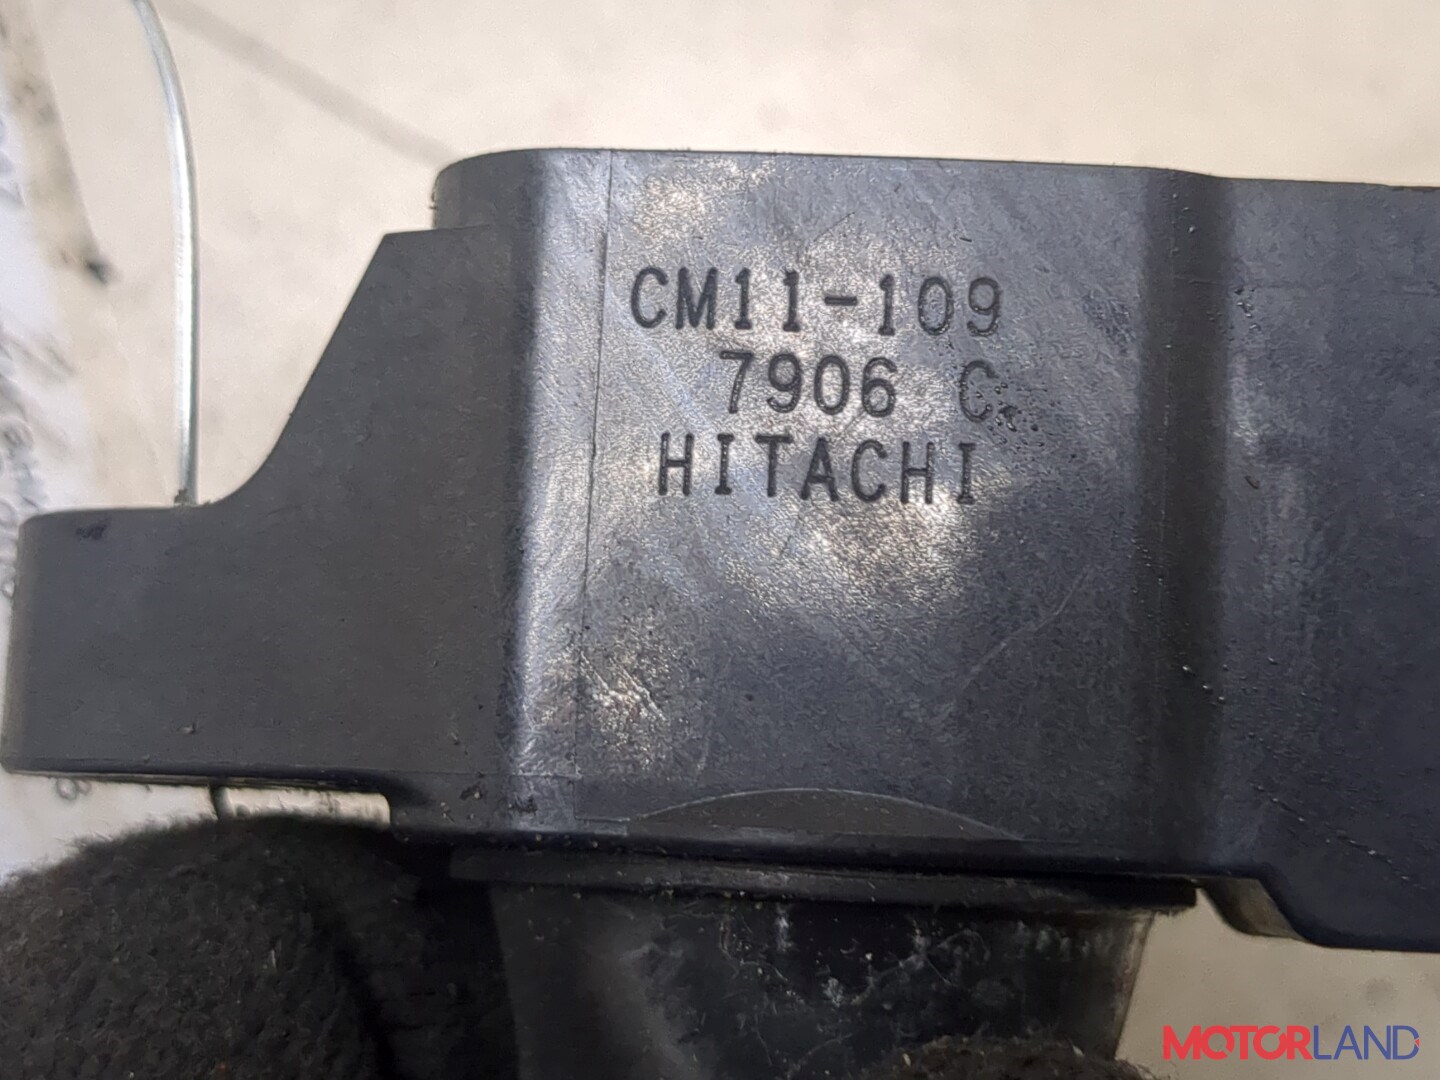 CM11-109
7906 C
HITACHI
MOTORLAND